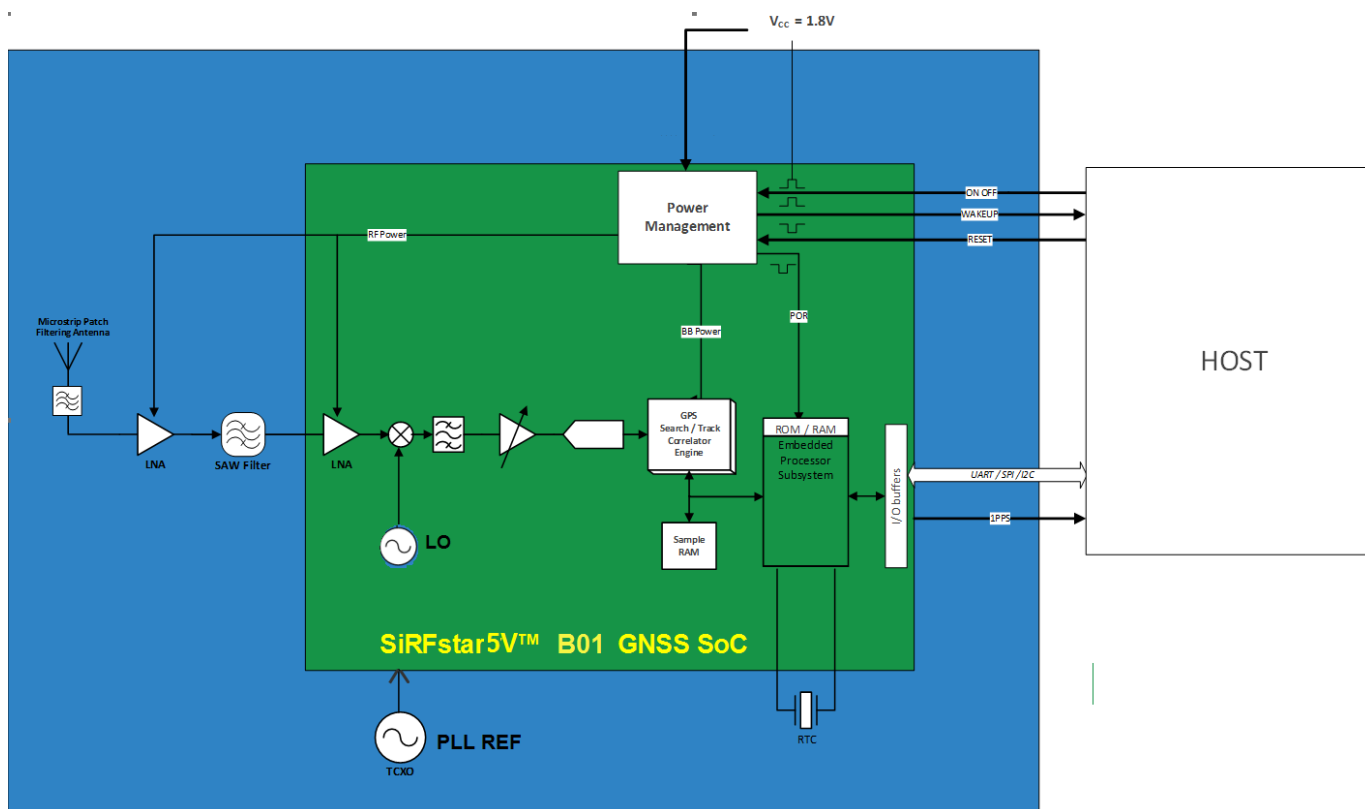 V_CC = 1.8V
Power
Management
ON OFF
WAKEUP
RESET
RF Power
BB Power
POR
HOST
Microstrip Patch
Filtering Antenna
LNA
SAW Filter
LNA
GPS
Search / Track
Correlator
Engine
ROM / RAM
Embedded
Processor
Subsystem
I/O buffers
UART / SPI / I2C
1PPS
LO
Sample
RAM
SiRFstar5V™ B01 GNSS SoC
PLL REF
TCXO
RTC